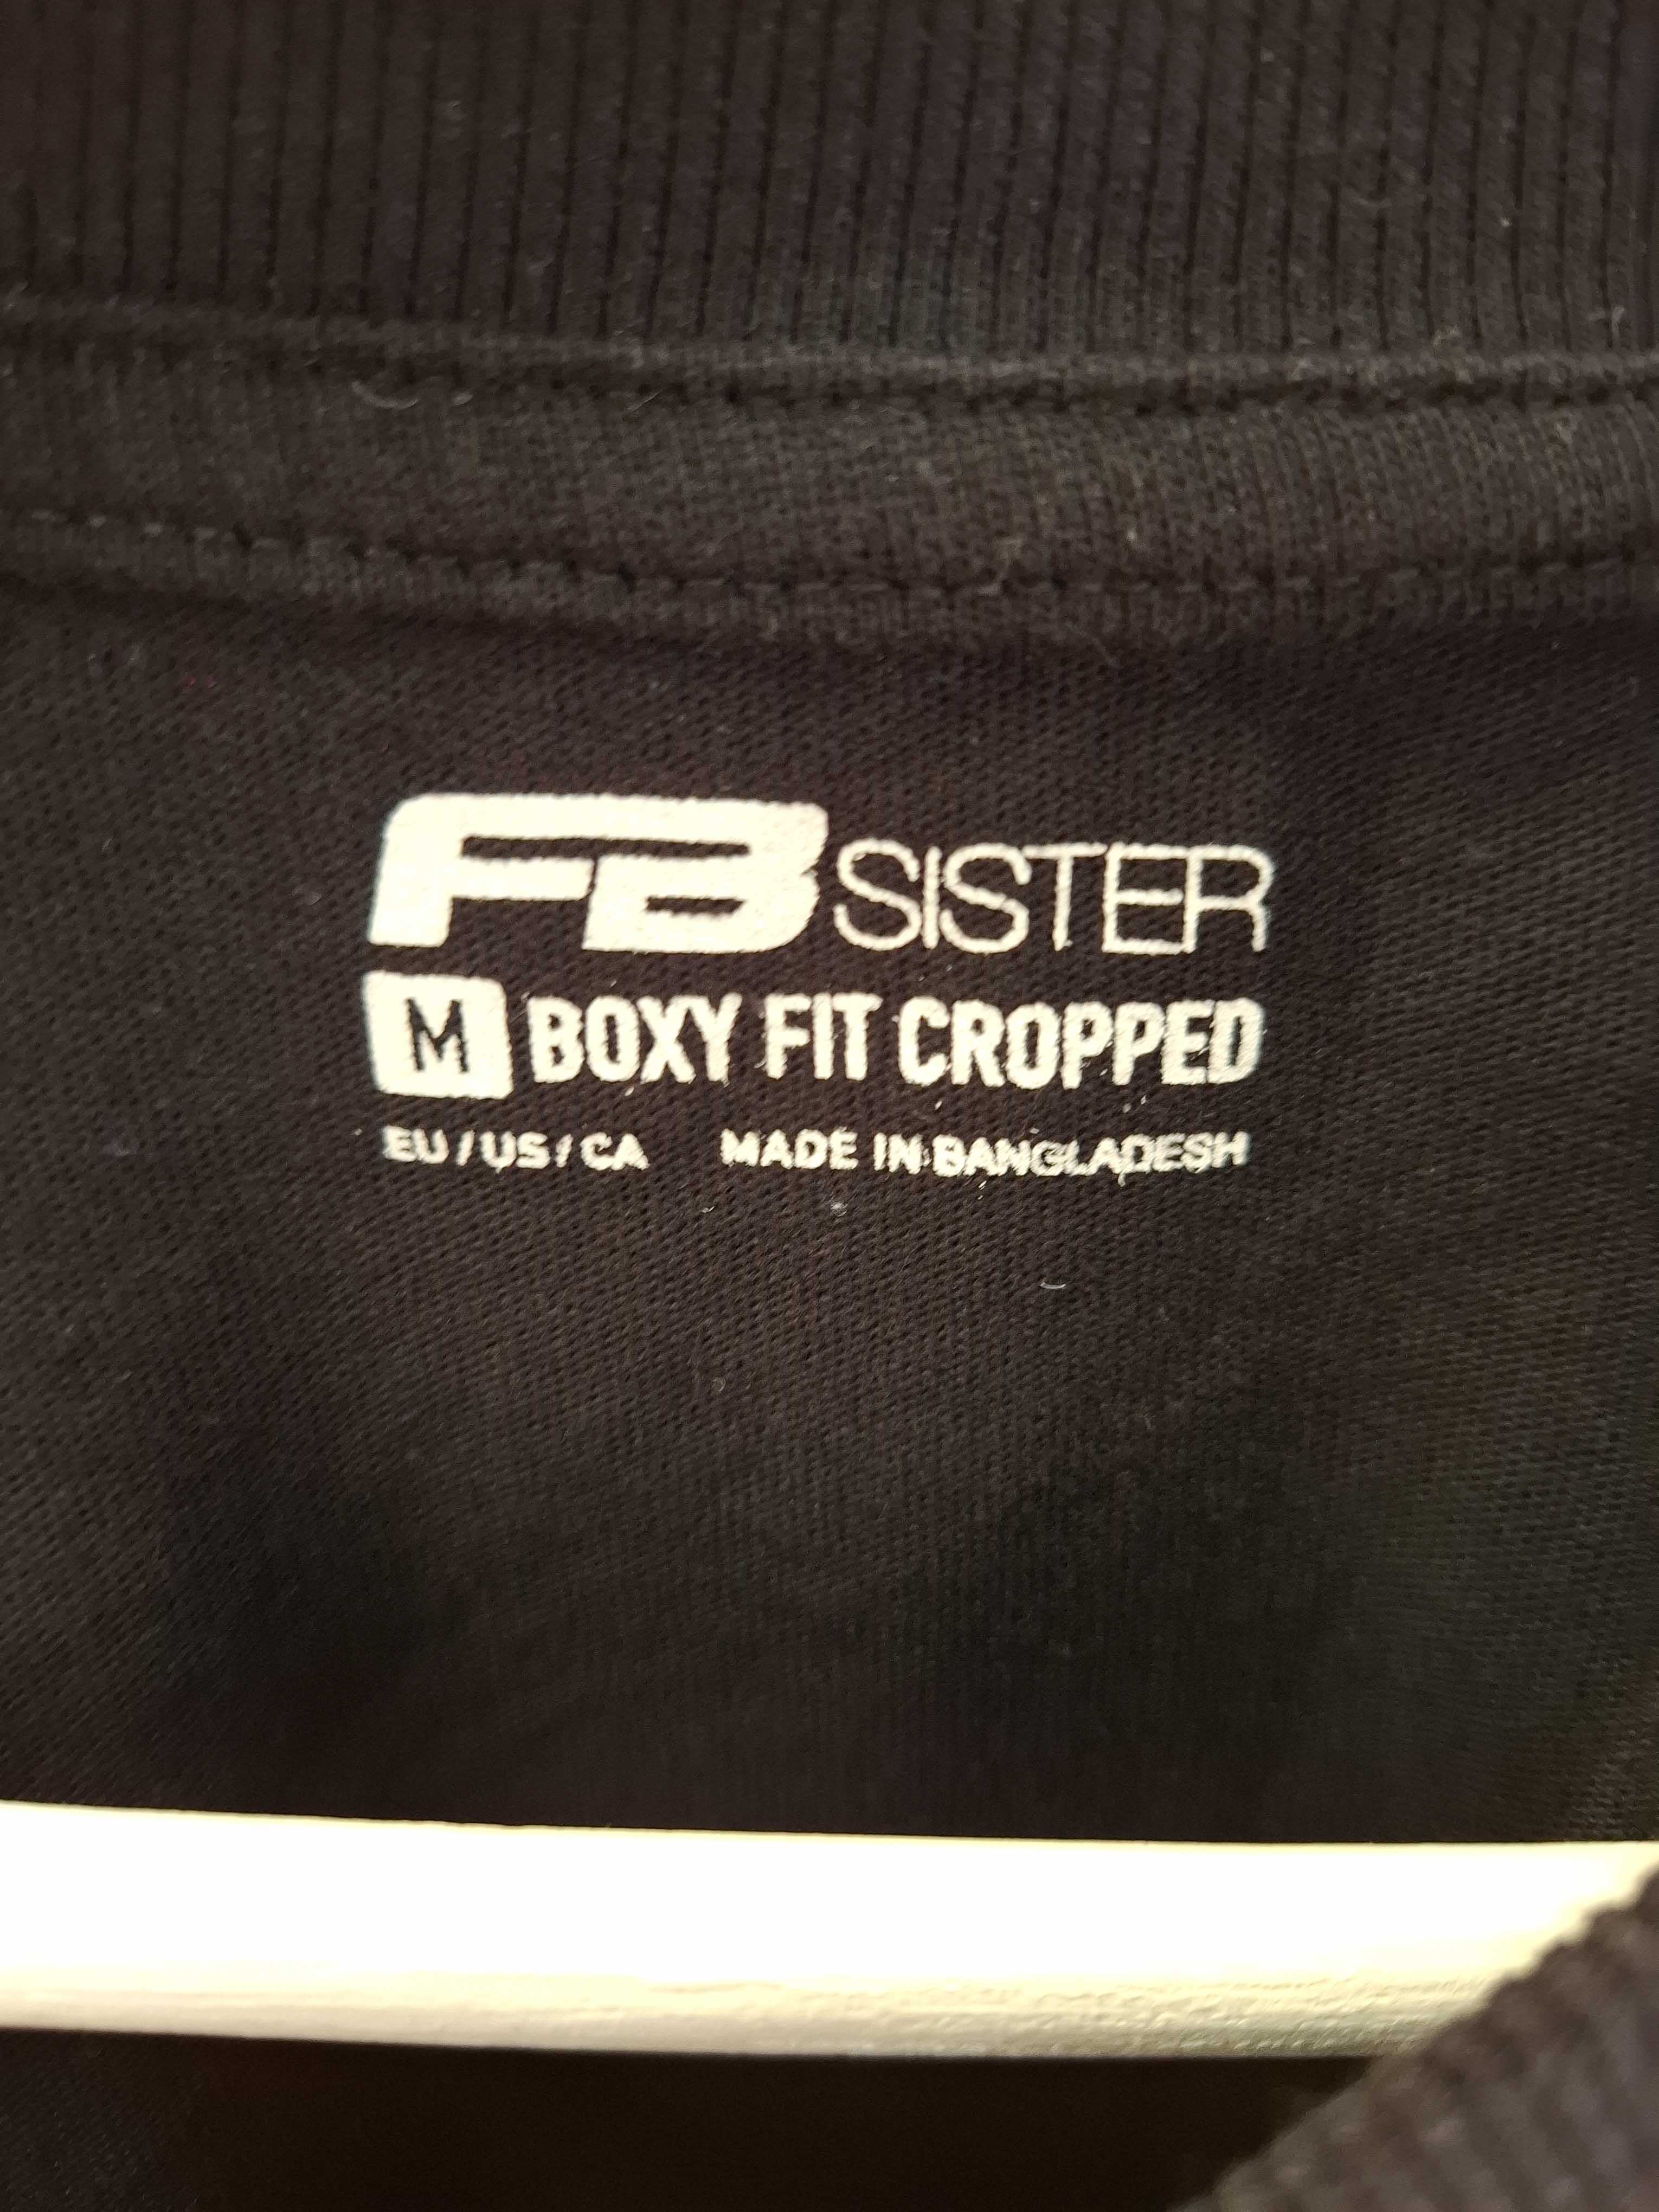 FB SISTER
M BOXY FIT CROPPED
EU / US / CA MADE IN BANGLADESH